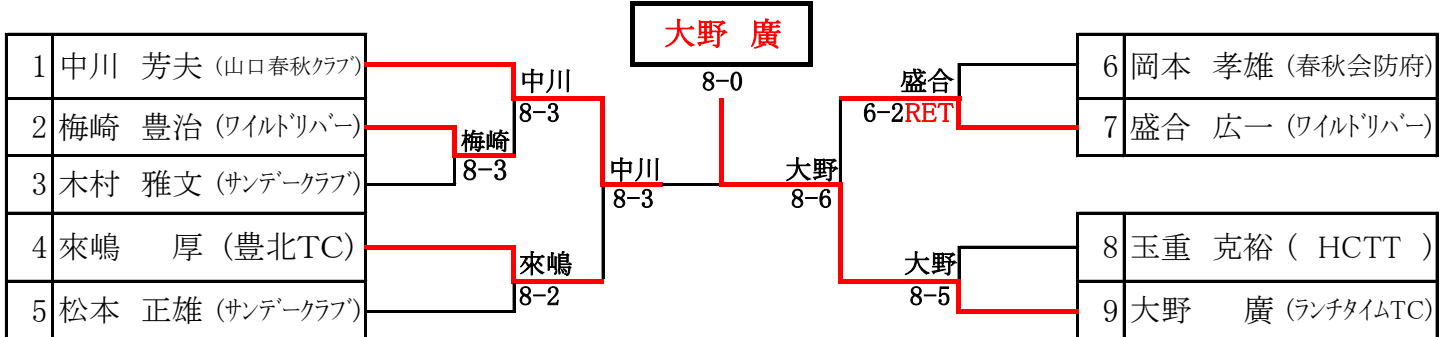 大野 廣
8-0
1 中川 芳夫 (山口春秋クラブ)
2 梅崎 豊治 (ワイルドリバー)
3 木村 雅文 (サンデークラブ)
4 來嶋 厚 (豊北TC)
5 松本 正雄 (サンデークラブ)
中川
8-3
梅崎
8-3
來嶋
8-2
中川
8-3
大野
8-6
盛合
6-2RET
大野
8-5
6 岡本 孝雄 (春秋会防府)
7 盛合 広一 (ワイルドリバー)
8 玉重 克裕 ( HCTT )
9 大野 廣 (ランチタイムTC)